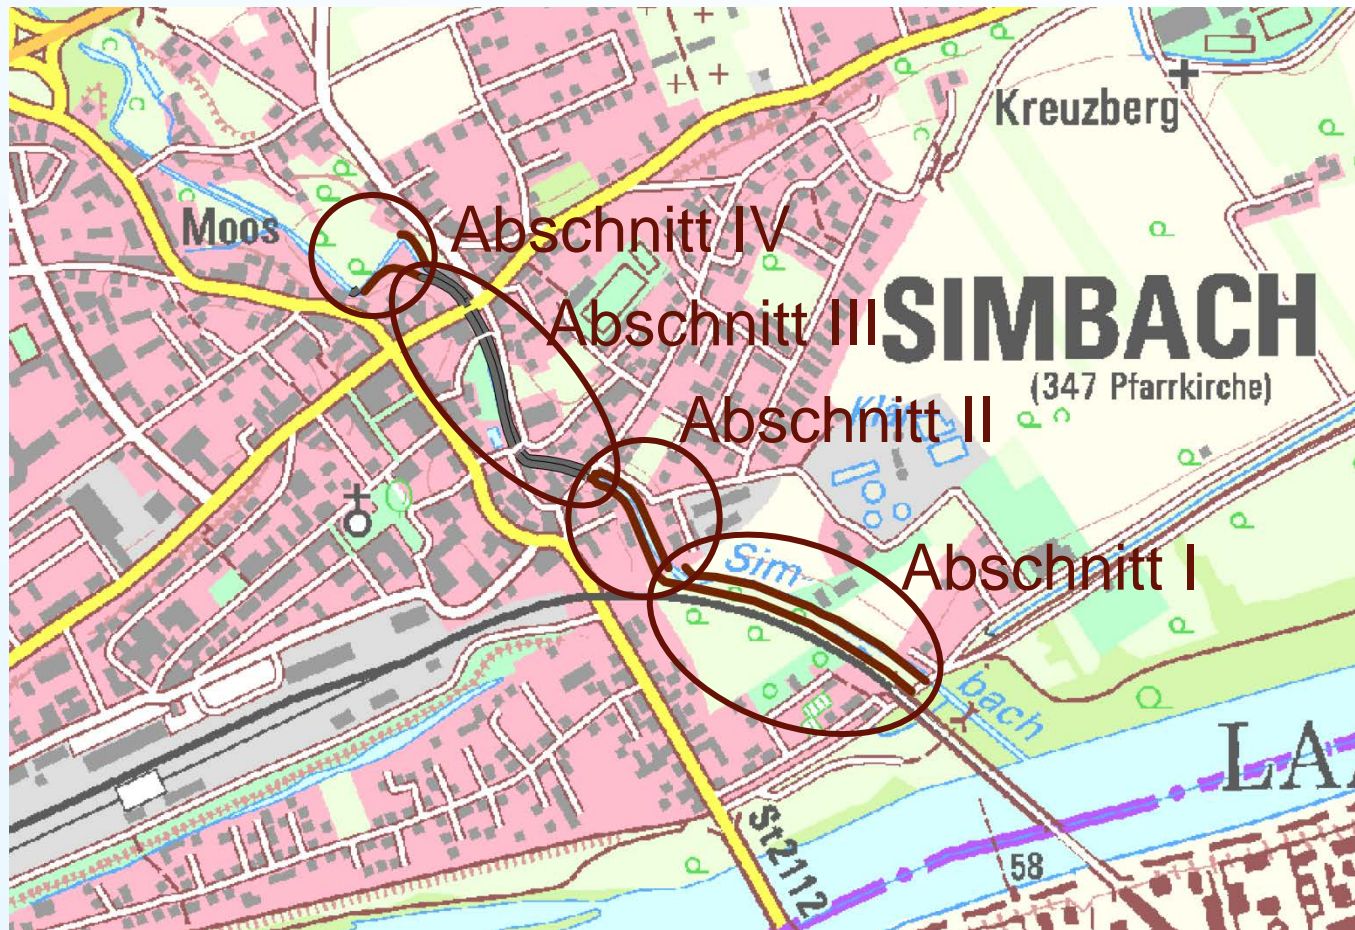 Kreuzberg
Moos
Abschnitt IV
SIMBACH
Abschnitt III
(347 Pfarrkirche)
Abschnitt II
Sim-
Abschnitt I
bach
LA
St2112
58